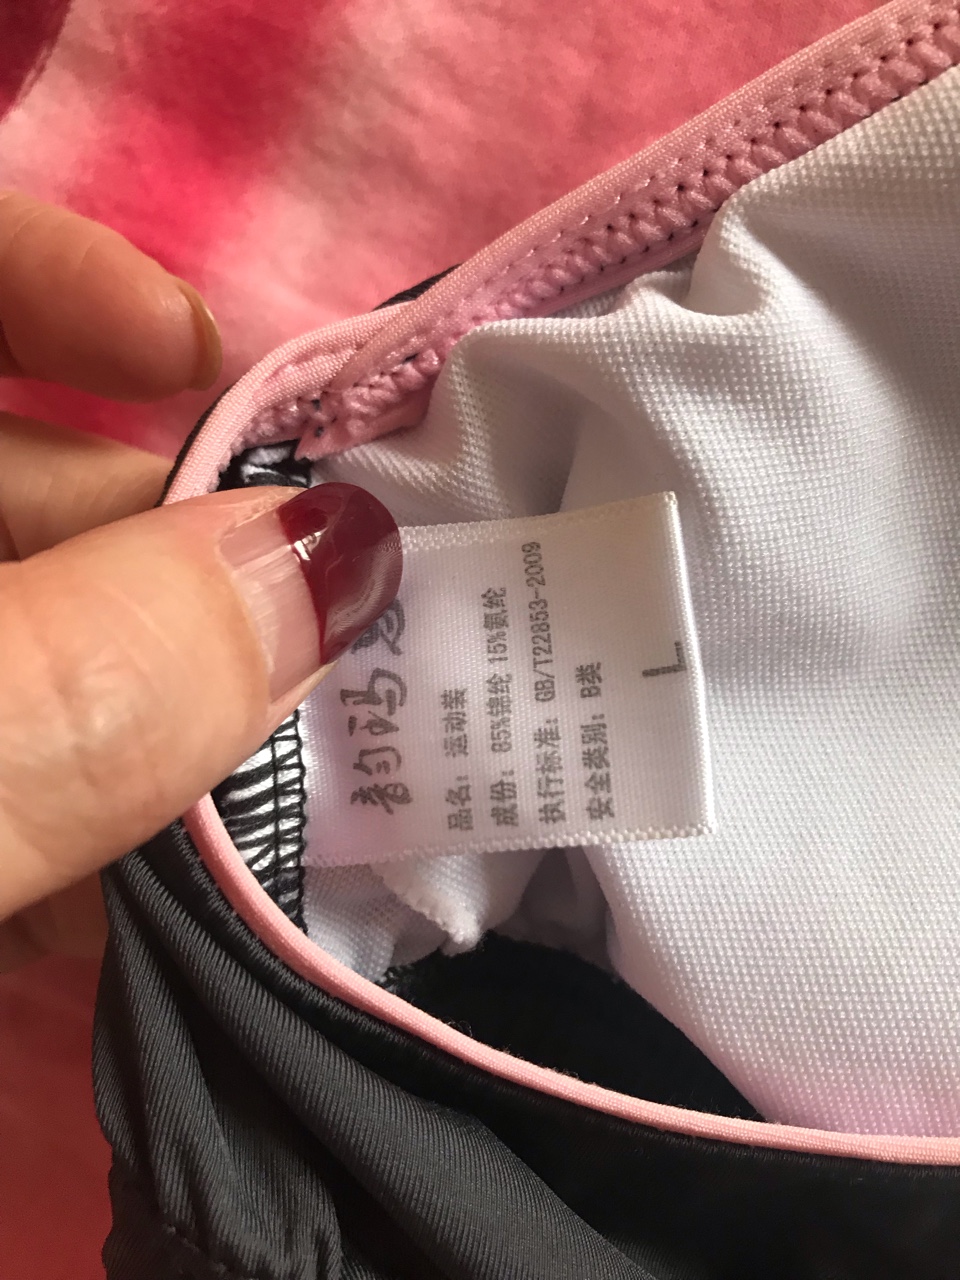 品名：运动装
成份：85%锦纶 15%氨纶
执行标准：GB/T22853-2009
安全类别：B类
L